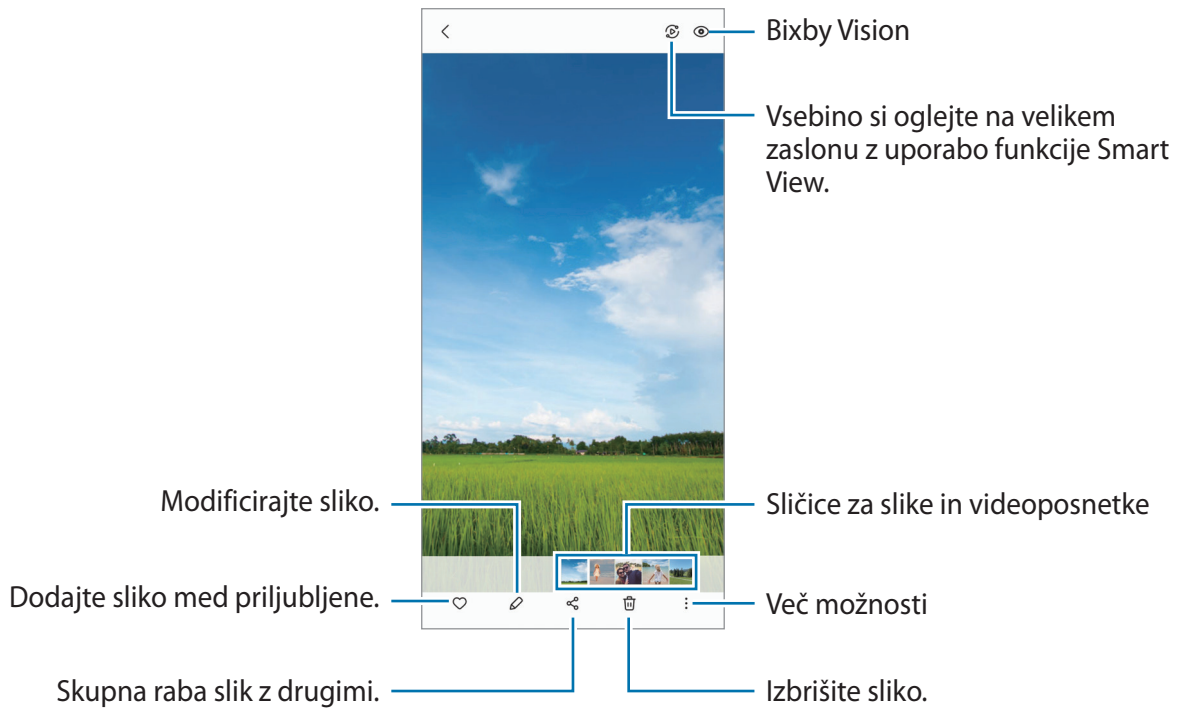 Bixby Vision
Vsebino si oglejte na velikem
zaslonu z uporabo funkcije Smart
View.
Modificirajte sliko.
Sličice za slike in videoposnetke
Dodajte sliko med priljubljene.
Več možnosti
Skupna raba slik z drugimi.
Izbrišite sliko.